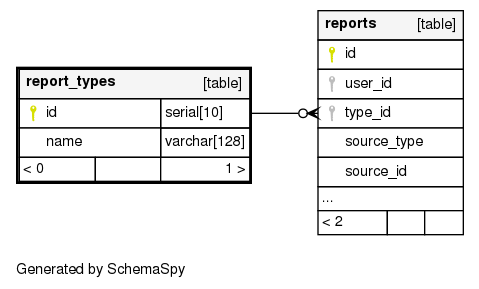 report_types [table]
id serial[10]
name varchar[128]
< 0 1 >
reports [table]
id
user_id
type_id
source_type
source_id
...
< 2
Generated by SchemaSpy